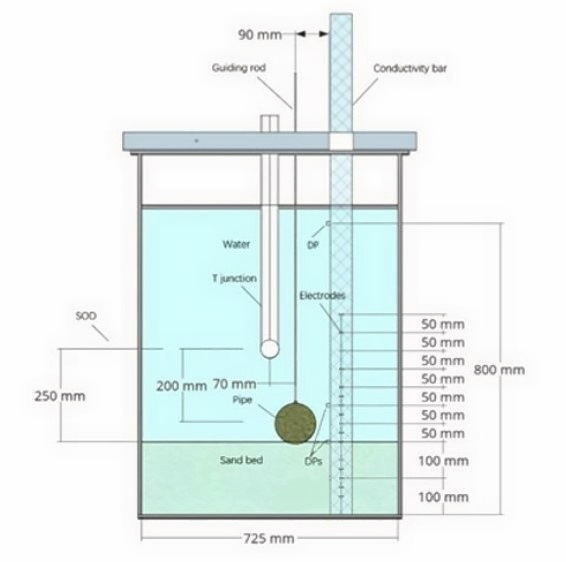 90 mm
Guiding rod
Conductivity bar
Water
DP
T junction
Electrodes
SOD
50 mm
50 mm
50 mm
800 mm
50 mm
200 mm
70 mm
250 mm
Pipe
50 mm
50 mm
50 mm
Sand bed
DPs
100 mm
100 mm
725 mm